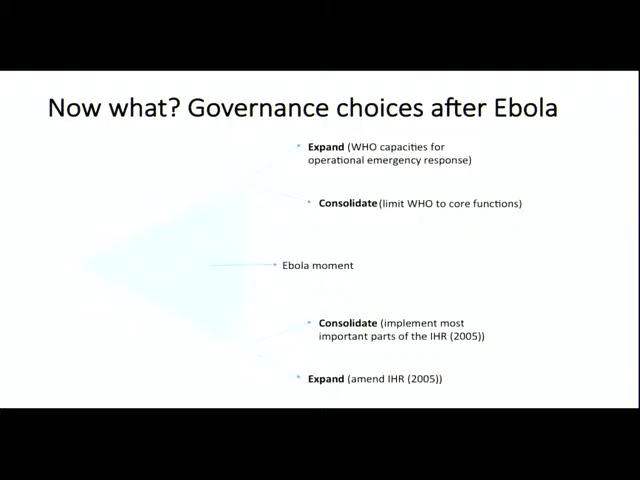 Now what? Governance choices after Ebola
Expand (WHO capacities for
operational emergency response)
Consolidate (limit WHO to core functions)
Ebola moment
Consolidate (implement most
important parts of the IHR (2005))
Expand (amend IHR (2005))